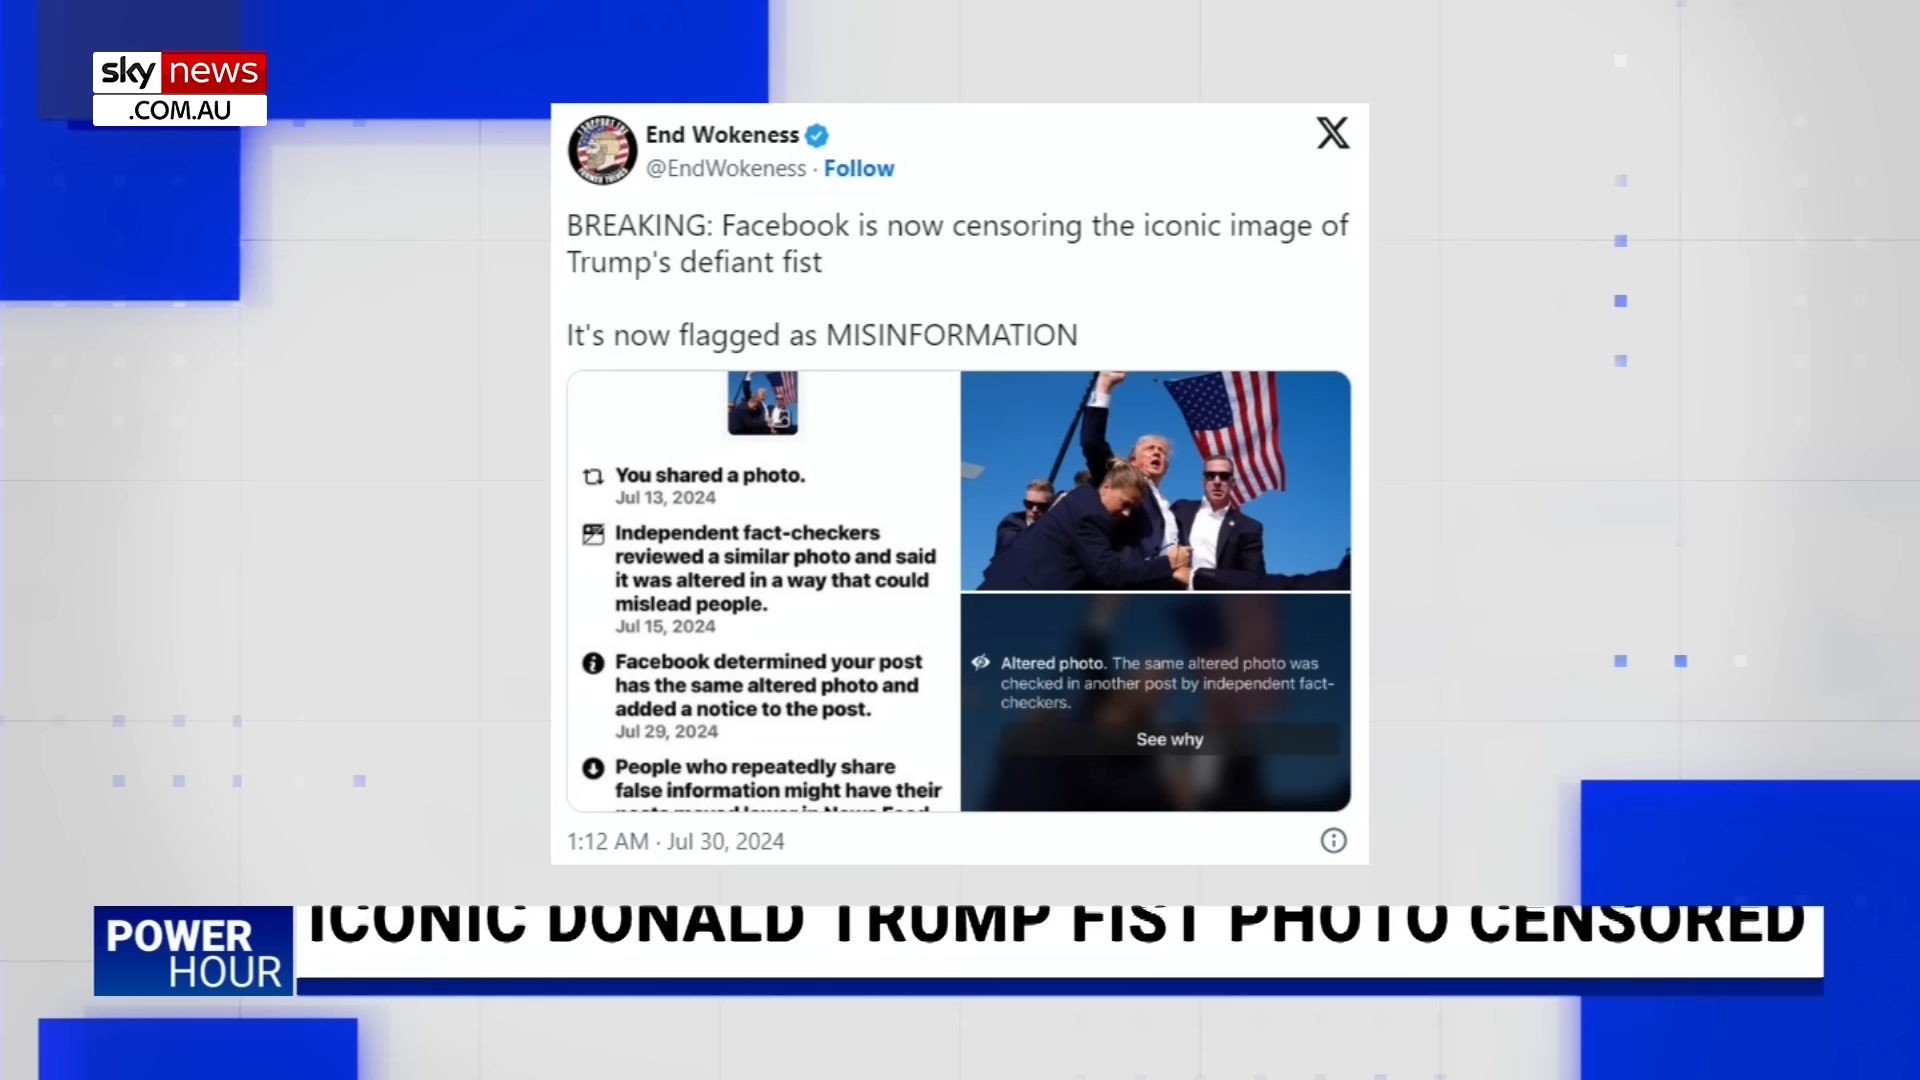 sky news
.COM.AU
End Wokeness
@EndWokeness · Follow
BREAKING: Facebook is now censoring the iconic image of
Trump's defiant fist
It's now flagged as MISINFORMATION
You shared a photo.
Jul 13, 2024
Independent fact-checkers
reviewed a similar photo and said
it was altered in a way that could
mislead people.
Jul 15, 2024
Facebook determined your post
has the same altered photo and
added a notice to the post.
Jul 29, 2024
People who repeatedly share
false information might have their
Altered photo. The same altered photo was
checked in another post by independent fact-
checkers.
See why
1:12 AM · Jul 30, 2024
POWER
HOUR
ICONIC DONALD TRUMP FIST PHOTO CENSORED